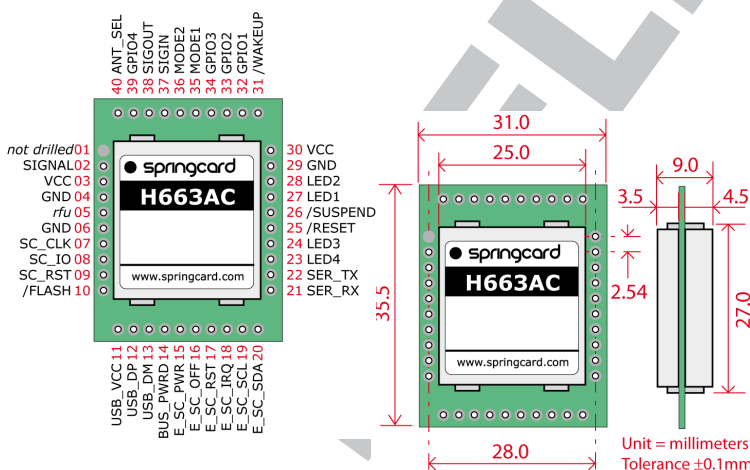 40 ANT_SEL
39 GPIO4
38 SIGOUT
37 SIGIN
36 MODE2
35 MODE1
34 GPIO3
33 GPIO2
32 GPIO1
31 /WAKEUP
not drilled 01
SIGNAL 02
VCC 03
GND 04
rfu 05
GND 06
SC_CLK 07
SC_IO 08
SC_RST 09
/FLASH 10
springcard
H663AC
www.springcard.com
30 VCC
29 GND
28 LED2
27 LED1
26 /SUSPEND
25 /RESET
24 LED3
23 LED4
22 SER_TX
21 SER_RX
USB_VCC 11
USB_DP 12
USB_DM 13
BUS_PWRD 14
E_SC_PWR 15
E_SC_OFF 16
E_SC_RST 17
E_SC_IRQ 18
E_SC_SCL 19
E_SC_SDA 20
31.0
25.0
35.5
springcard
H663AC
www.springcard.com
28.0
3.5
2.54
9.0
4.5
27.0
Unit = millimeters
Tolerance ±0.1mm